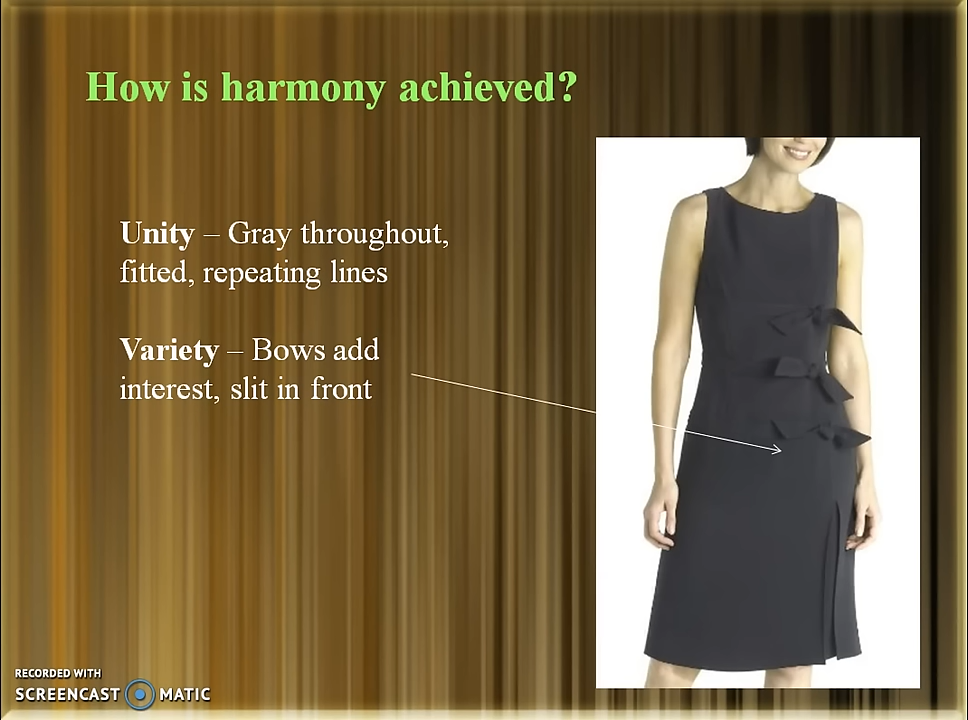 How is harmony achieved?
Unity – Gray throughout,
fitted, repeating lines
Variety – Bows add
interest, slit in front
RECORDED WITH
SCREENCAST MATIC